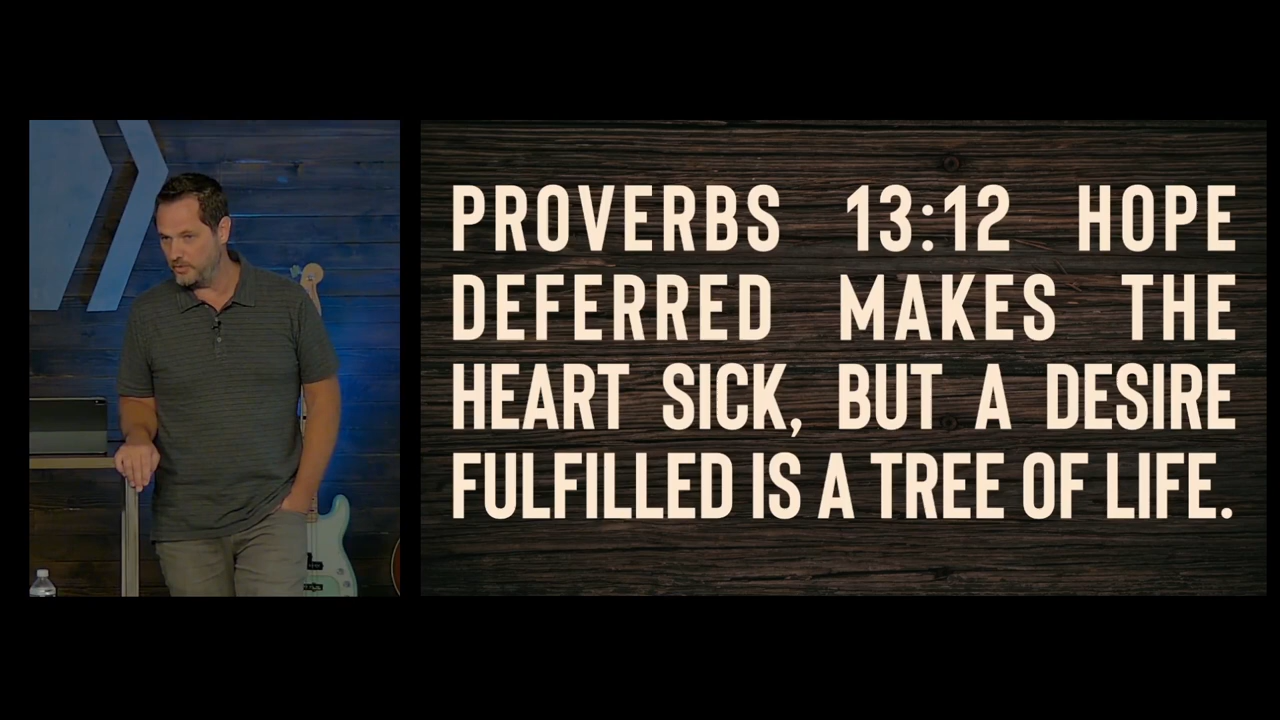 PROVERBS 13:12 HOPE
DEFERRED MAKES THE
HEART SICK, BUT A DESIRE
FULFILLED IS A TREE OF LIFE.